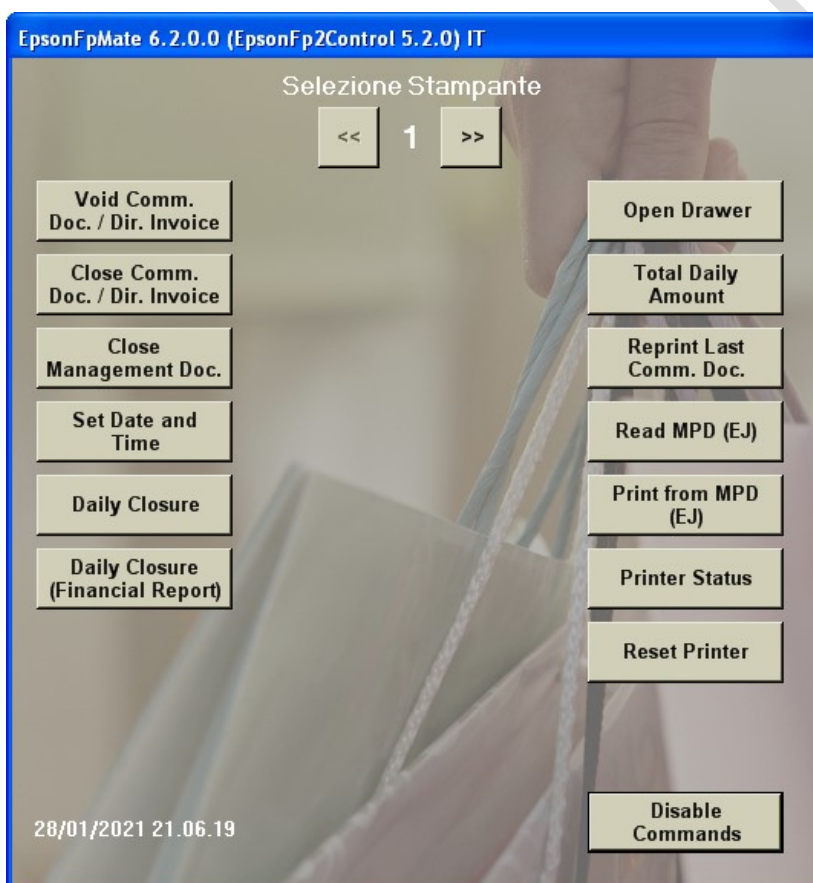 EpsonFpMate 6.2.0.0 (EpsonFp2Control 5.2.0) IT
Selezione Stampante
<< 1 >>
Void Comm.
Doc. / Dir. Invoice
Close Comm.
Doc. / Dir. Invoice
Close
Management Doc.
Set Date and
Time
Daily Closure
Daily Closure
(Financial Report)
Open Drawer
Total Daily
Amount
Reprint Last
Comm. Doc.
Read MPD (EJ)
Print from MPD
(EJ)
Printer Status
Reset Printer
28/01/2021 21.06.19
Disable
Commands